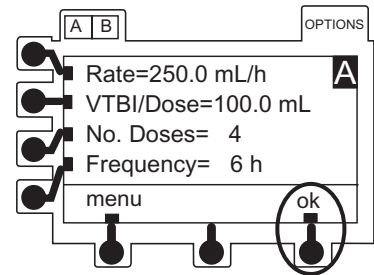 A B
OPTIONS
A
Rate=250.0 mL/h
VTBI/Dose=100.0 mL
No. Doses= 4
Frequency= 6 h
menu ok